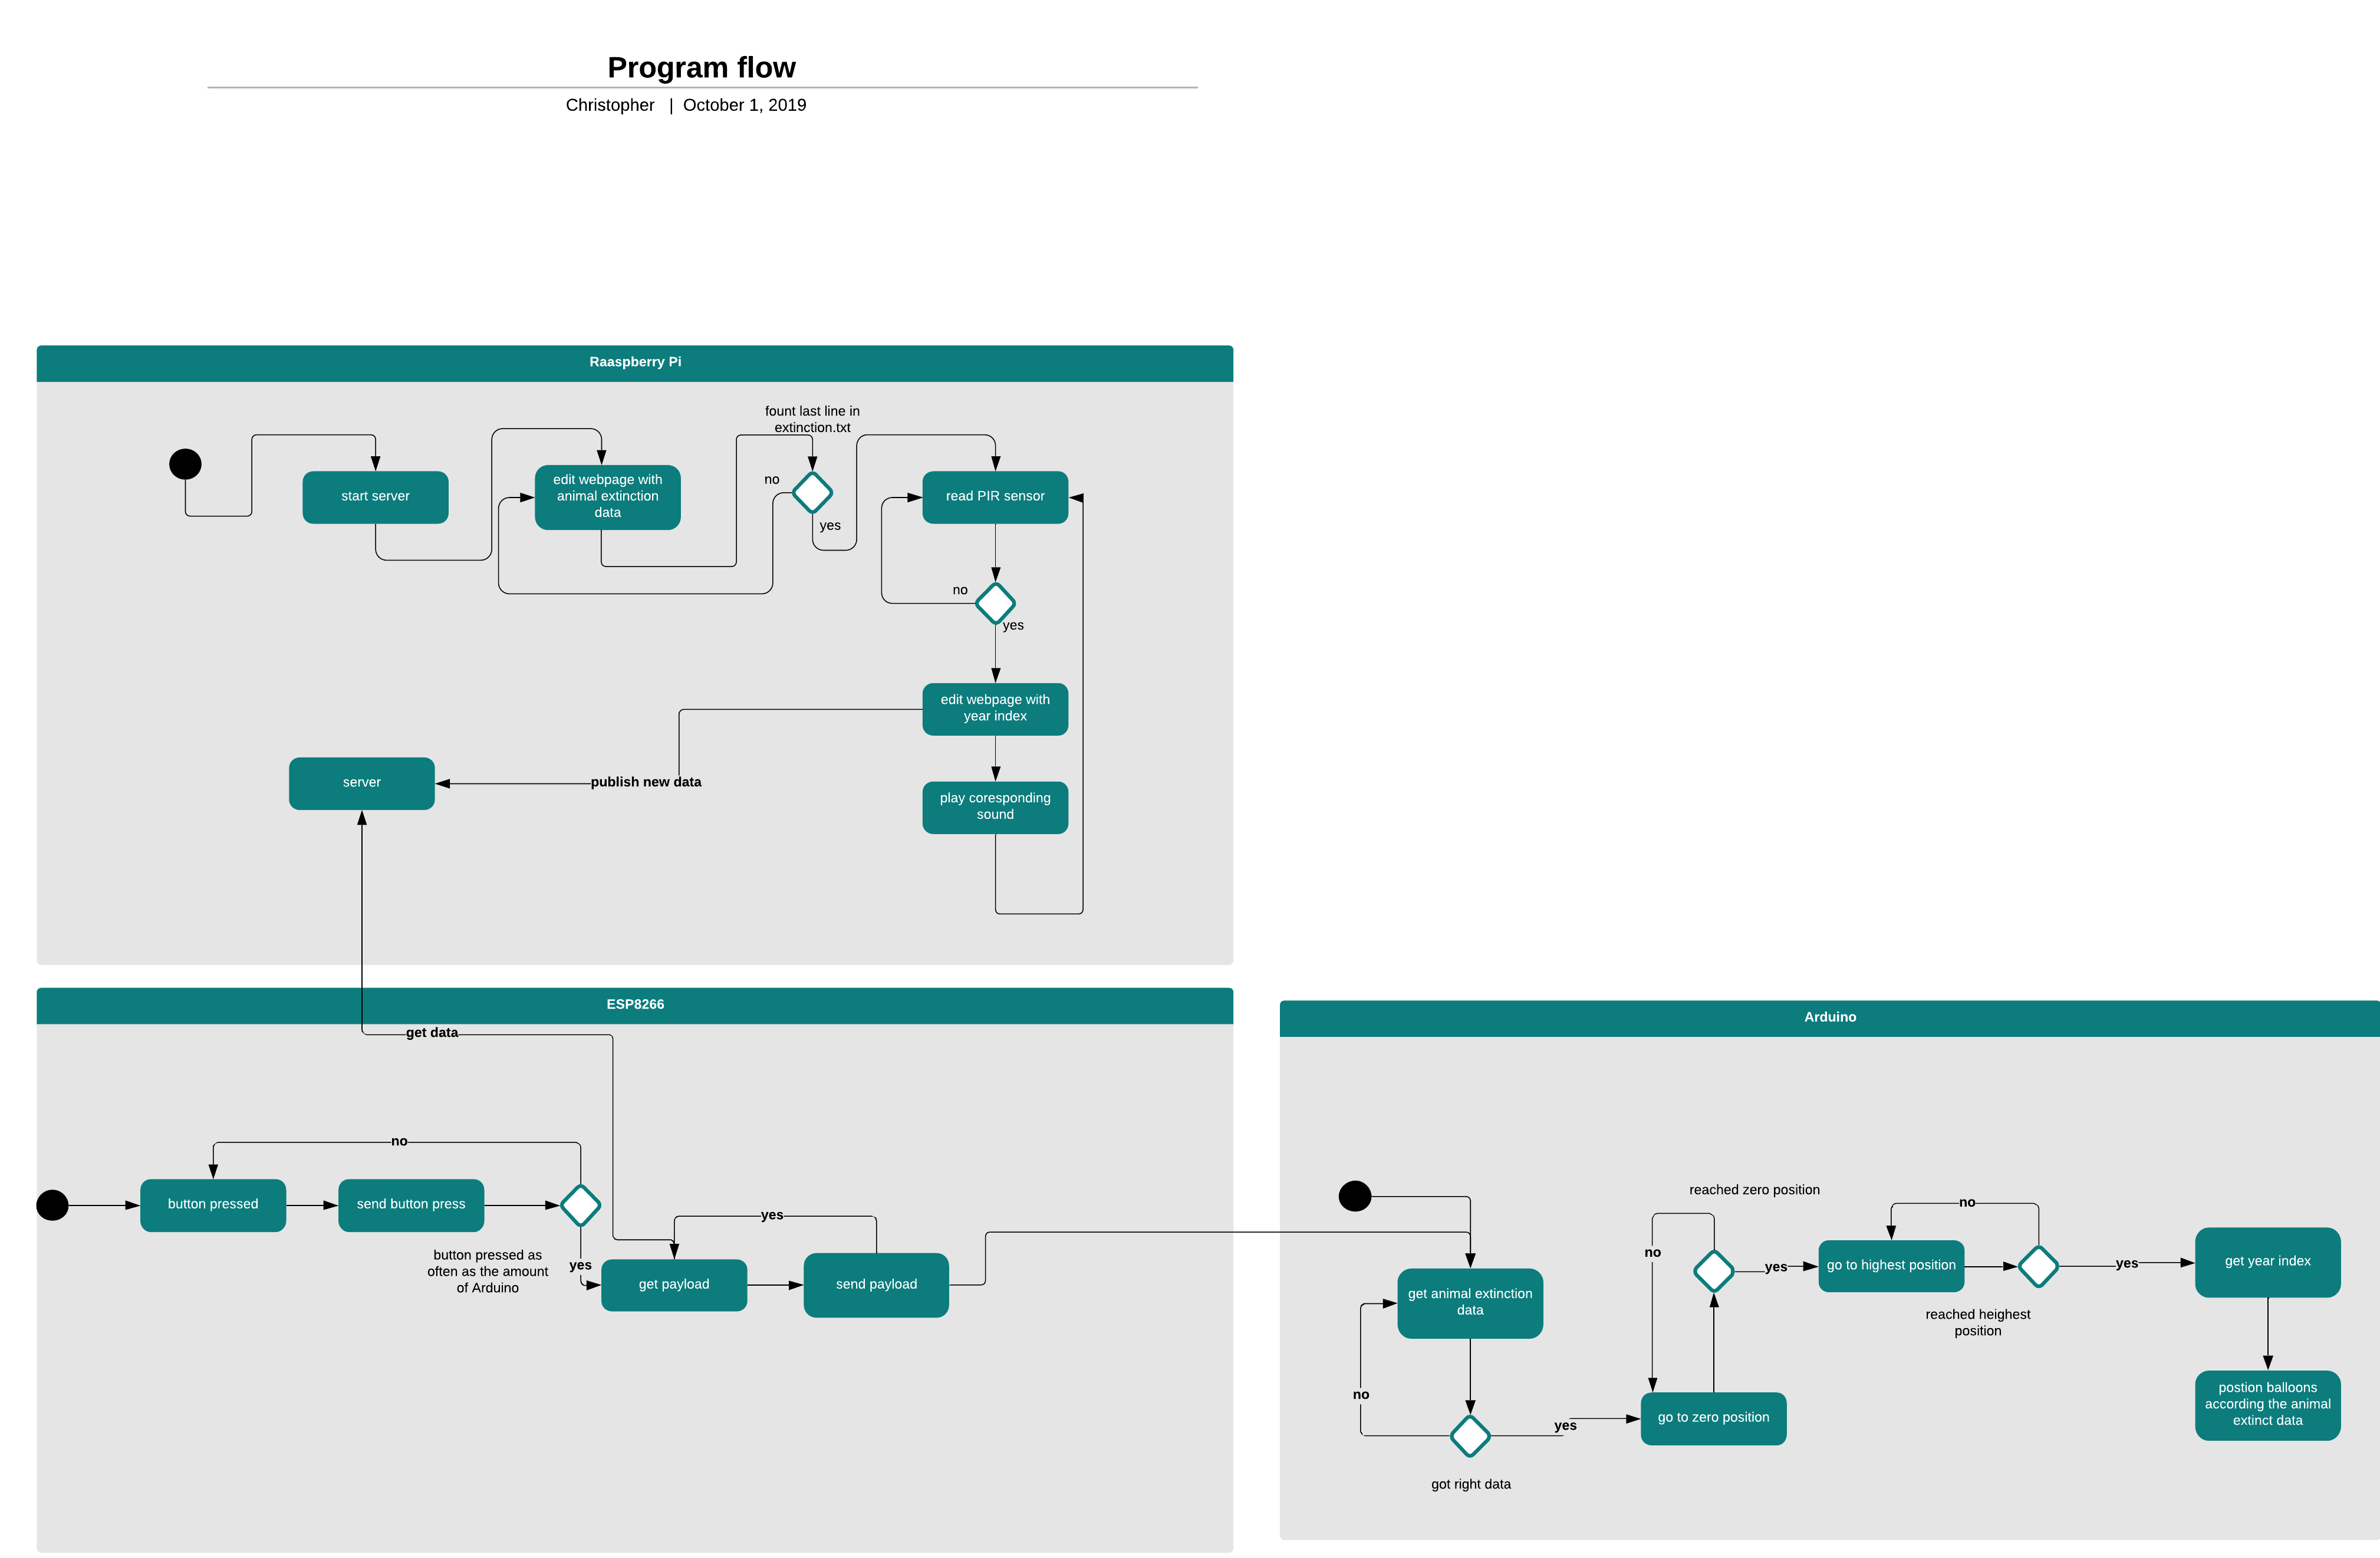 Program flow
Christopher | October 1, 2019
Raaspberry Pi
fount last line in
extinction.txt
start server
edit webpage with
animal extinction
data
no
yes
read PIR sensor
no
yes
edit webpage with
year index
publish new data
server
play coresponding
sound
ESP8266
get data
no
button pressed
send button press
button pressed as
often as the amount
of Arduino
yes
yes
get payload
send payload
Arduino
get animal extinction
data
no
yes
got right data
reached zero position
no
yes
go to zero position
no
go to highest position
reached heighest
position
yes
get year index
postion balloons
according the animal
extinct data